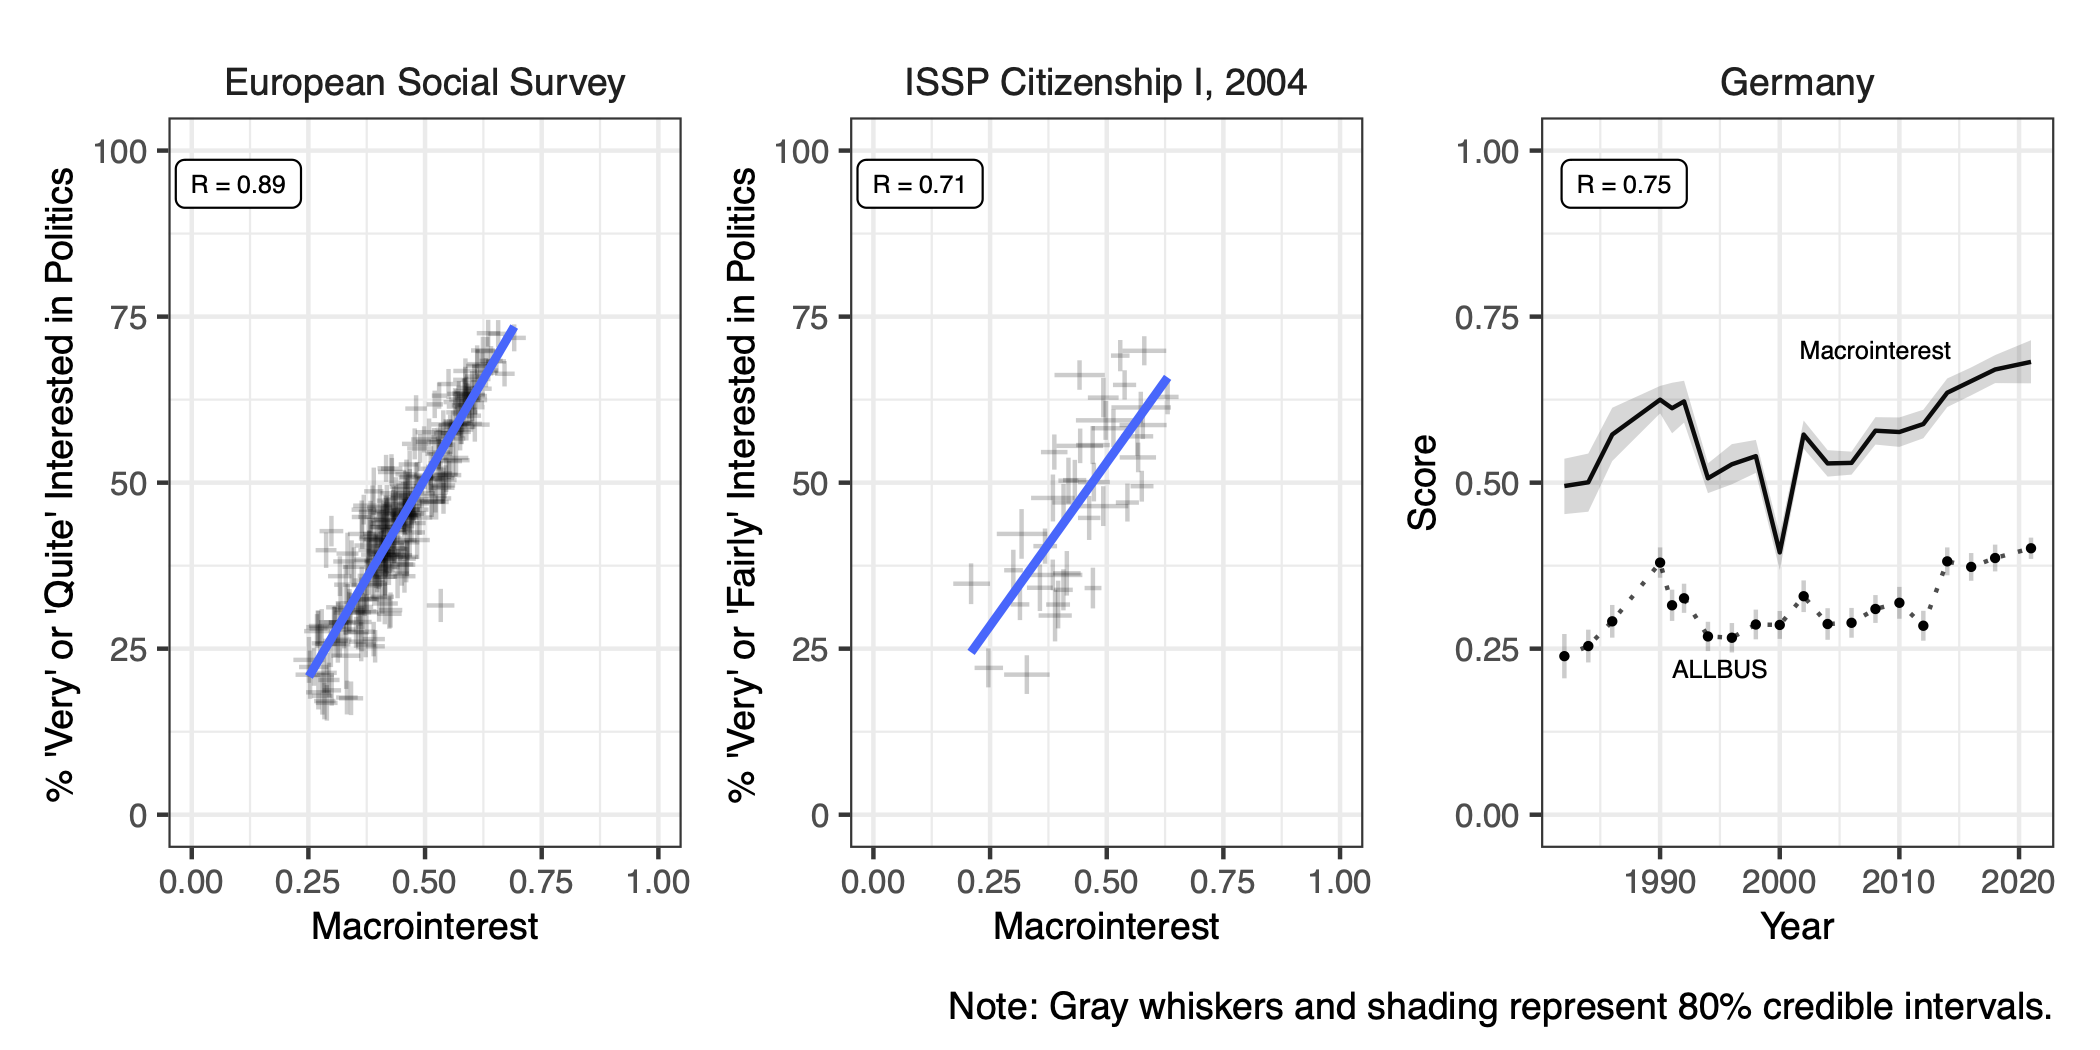 European Social Survey
R = 0.89
% 'Very' or 'Quite' Interested in Politics
100
75
50
25
0
0.00 0.25 0.50 0.75 1.00
Macrointerest
ISSP Citizenship I, 2004
R = 0.71
% 'Very' or 'Fairly' Interested in Politics
100
75
50
25
0
0.00 0.25 0.50 0.75 1.00
Macrointerest
Germany
R = 0.75
Score
1.00
0.75
0.50
0.25
0.00
Macrointerest
ALLBUS
1990 2000 2010 2020
Year
Note: Gray whiskers and shading represent 80% credible intervals.